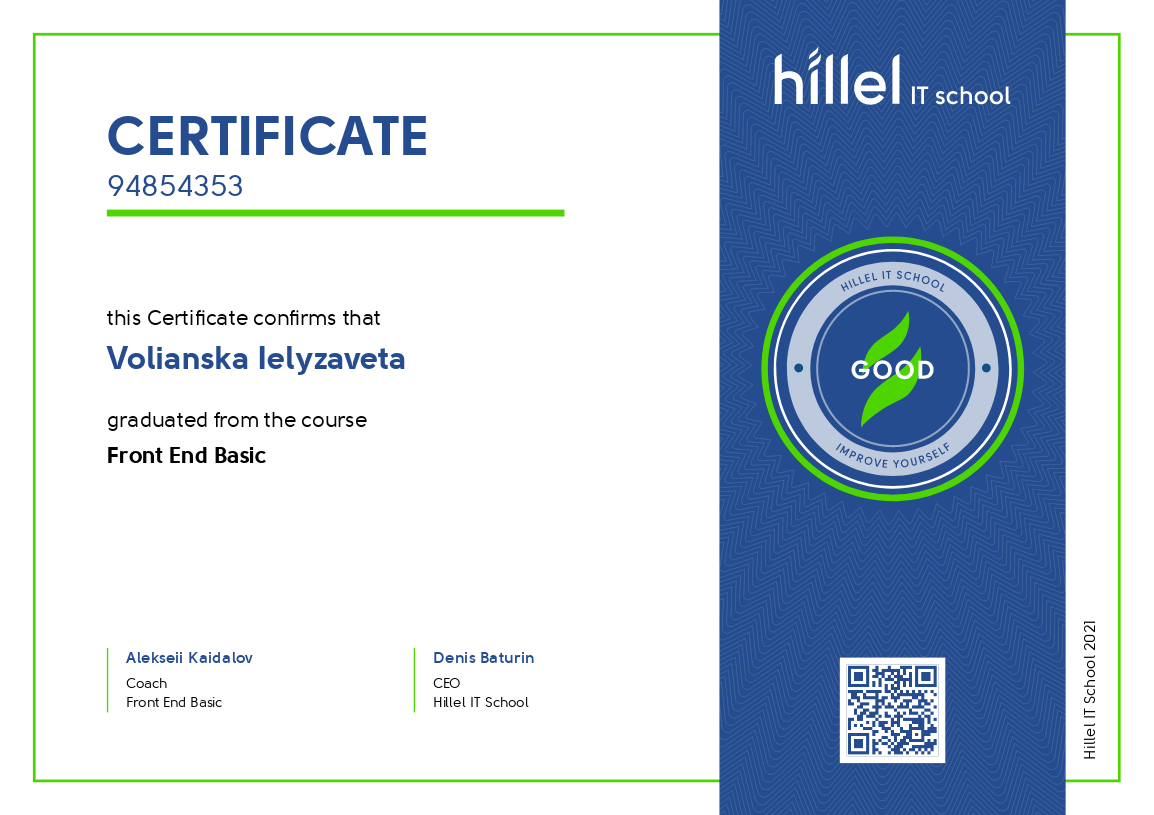 CERTIFICATE
94854353
this Certificate confirms that
Volianska Ielyzaveta
graduated from the course
Front End Basic
Alekseii Kaidalov
Coach
Front End Basic
Denis Baturin
CEO
Hillel IT School
hillel IT school
HILLEL IT SCHOOL
GOOD
IMPROVE YOURSELF
Hillel IT School 2021